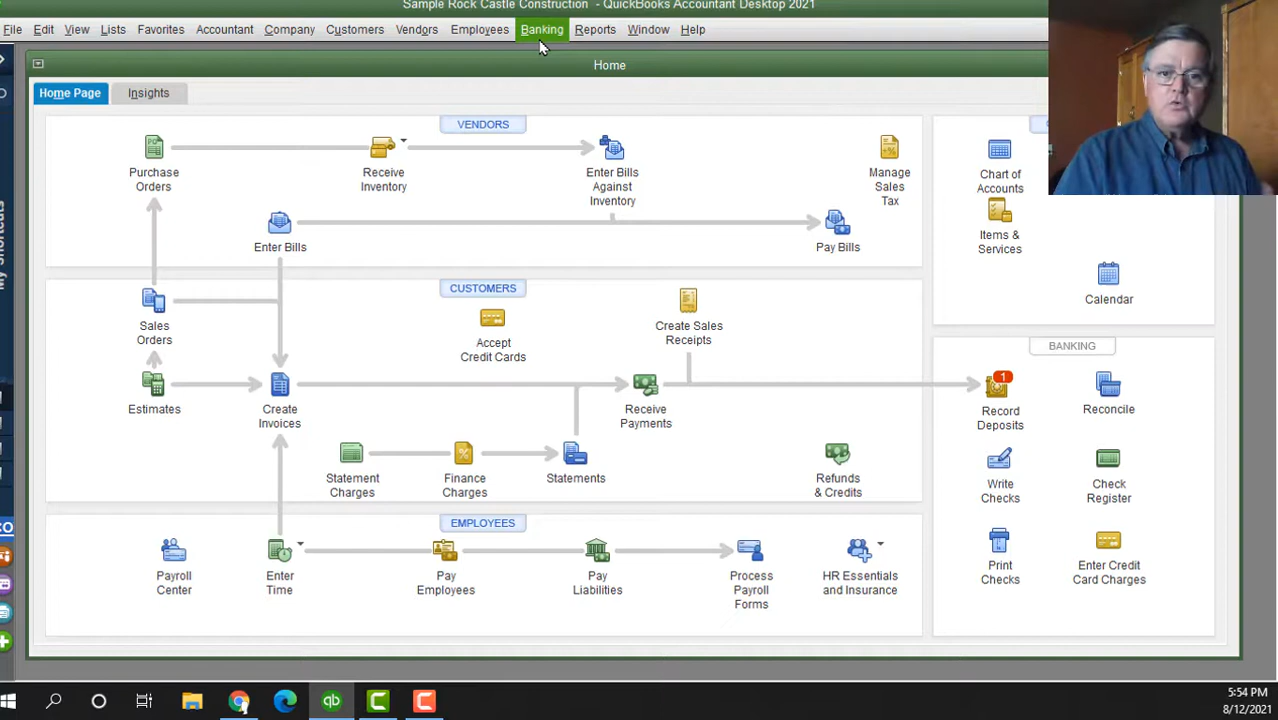 Sample Rock Castle Construction - QuickBooks Accountant Desktop 2021
File Edit View Lists Favorites Accountant Company Customers Vendors Employees Banking Reports Window Help
Home
Home Page Insights
VENDORS
Purchase
Orders
Receive
Inventory
Enter Bills
Against
Inventory
Manage
Sales
Tax
Enter Bills
Pay Bills
CUSTOMERS
Sales
Orders
Accept
Credit Cards
Create Sales
Receipts
Estimates
Create
Invoices
Receive
Payments
Statement
Charges
Finance
Charges
Statements
Refunds
& Credits
EMPLOYEES
Payroll
Center
Enter
Time
Pay
Employees
Pay
Liabilities
Process
Payroll
Forms
HR Essentials
and Insurance
Chart of
Accounts
Items &
Services
Calendar
BANKING
1
Record
Deposits
Reconcile
Write
Checks
Check
Register
Print
Checks
Enter Credit
Card Charges
My Shortcuts
CO
qb
5:54 PM
8/12/2021